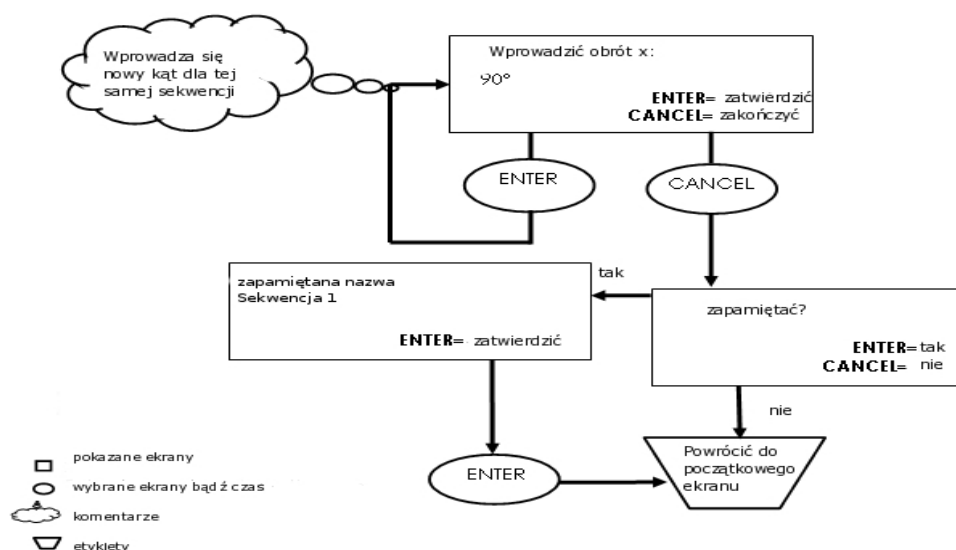 Wprowadza się
nowy kąt dla tej
samej sekwencji
Wprowadzić obrót x:
90°
ENTER= zatwierdzić
CANCEL= zakończyć
ENTER
CANCEL
zapamiętana nazwa
Sekwencja 1
ENTER= zatwierdzić
tak
zapamiętać?
ENTER= tak
CANCEL= nie
nie
ENTER
Powrócić do
początkowego
ekranu
pokazane ekrany
wybrane ekrany bądź czas
komentarze
etykiety